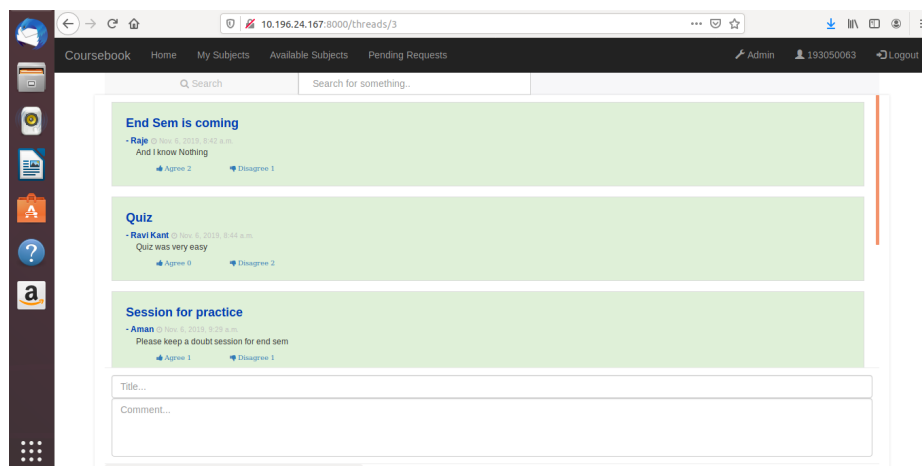 10.196.24.167:8000/threads/3
Coursebook Home My Subjects Available Subjects Pending Requests Admin 193050063 Logout
Search Search for something..
End Sem is coming
- Raje Nov. 6, 2019, 8:42 a.m.
And I know Nothing
Agree 2 Disagree 1
Quiz
- Ravi Kant Nov. 6, 2019, 8:44 a.m.
Quiz was very easy
Agree 0 Disagree 2
Session for practice
- Aman Nov. 6, 2019, 9:29 a.m.
Please keep a doubt session for end sem
Agree 1 Disagree 1
Title...
Comment...